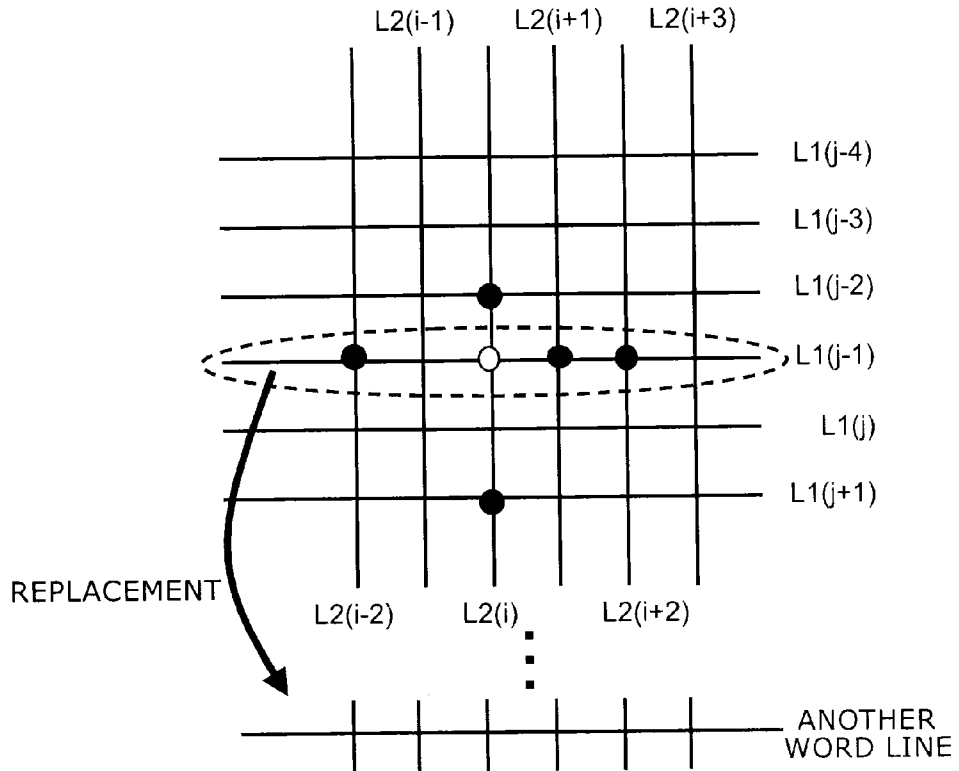 L2(i-1) L2(i+1) L2(i+3)
L1(j-4)
L1(j-3)
L1(j-2)
L1(j-1)
L1(j)
L1(j+1)
REPLACEMENT
L2(i-2) L2(i) L2(i+2)
ANOTHER
WORD LINE